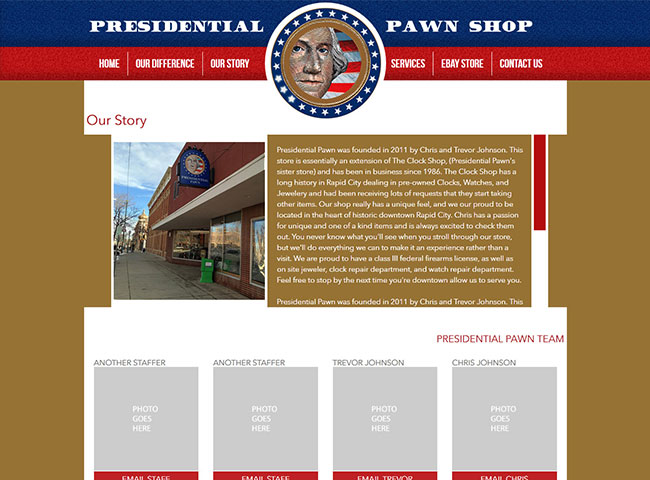 PRESIDENTIAL PAWN SHOP
HOME OUR DIFFERENCE OUR STORY SERVICES EBAY STORE CONTACT US
Our Story
PRESIDENTIAL
PAWN
Presidential Pawn was founded in 2011 by Chris and Trevor Johnson. This
store is essentially an extension of The Clock Shop, (Presidential Pawn's
sister store) and has been in business since 1986. The Clock Shop has a
long history in Rapid City dealing in pre-owned Clocks, Watches, and
Jewelery and had been receiving lots of requests that they start taking
other items. Our shop really has a unique feel, and we our proud to be
located in the heart of historic downtown Rapid City. Chris has a passion
for unique and one of a kind items and is always excited to check them
out. You never know what you'll see when you stroll through our store,
but we'll do everything we can to make it an experience rather than a
visit. We are proud to have a class III federal firearms license, as well as
on site jeweler, clock repair department, and watch repair department.
Feel free to stop by the next time you're downtown allow us to serve you.
Presidential Pawn was founded in 2011 by Chris and Trevor Johnson. This
PRESIDENTIAL PAWN TEAM
ANOTHER STAFFER ANOTHER STAFFER TREVOR JOHNSON CHRIS JOHNSON
PHOTO PHOTO PHOTO PHOTO
GOES GOES GOES GOES
HERE HERE HERE HERE
EMAIL STAFF EMAIL STAFF EMAIL TREVOR EMAIL CHRIS